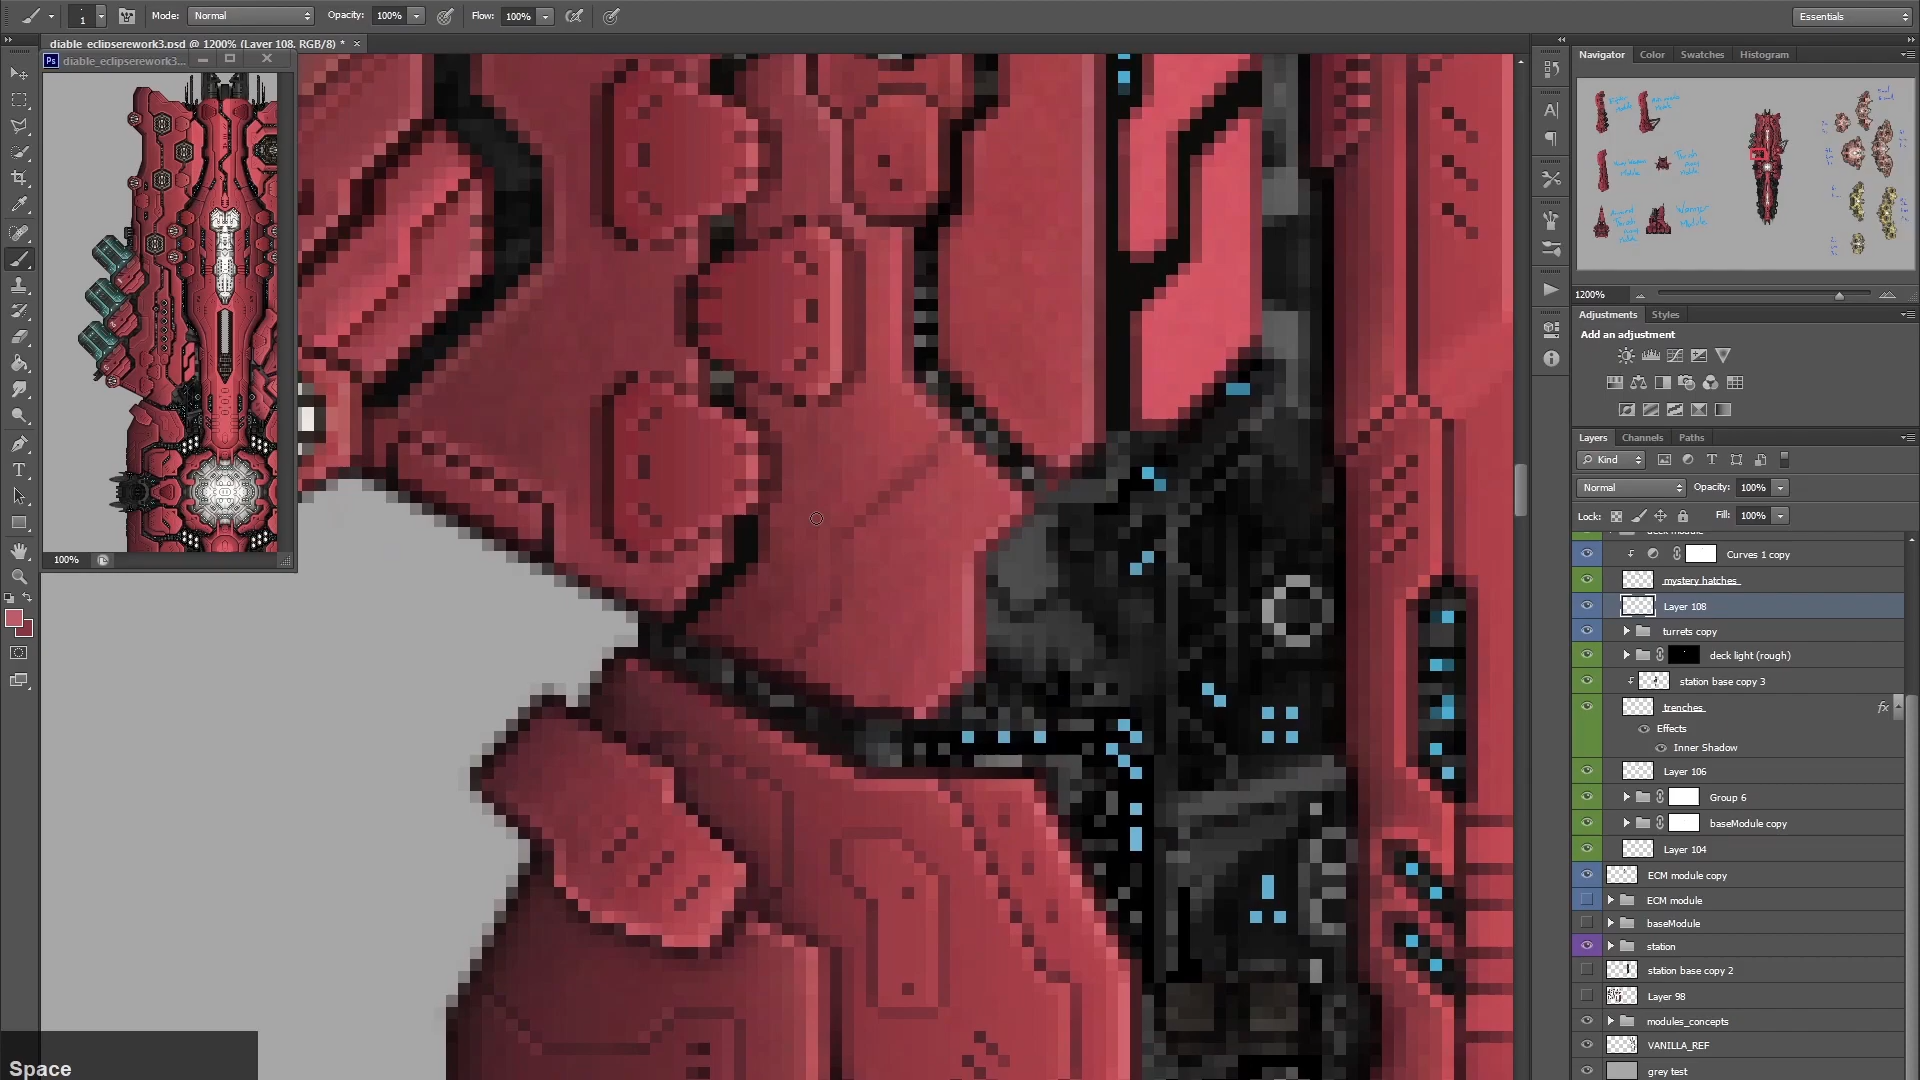 1
Mode:
Normal
Opacity:
100%
Flow:
100%
Essentials
diable_eclipserework3.psd @ 1200% (Layer 108, RGB/8) *
Ps
diable_eclipserework3...
100%
Space
Navigator
Color
Swatches
Histogram
1200%
Adjustments
Styles
Add an adjustment
Layers
Channels
Paths
Kind
Normal
Opacity:
100%
Lock:
Fill:
100%
Curves 1 copy
mystery hatches
Layer 108
turrets copy
deck light (rough)
station base copy 3
trenches
fx
Effects
Inner Shadow
Layer 106
Group 6
baseModule copy
Layer 104
ECM module copy
ECM module
baseModule
station
station base copy 2
Layer 98
modules_concepts
VANILLA_REF
grey test